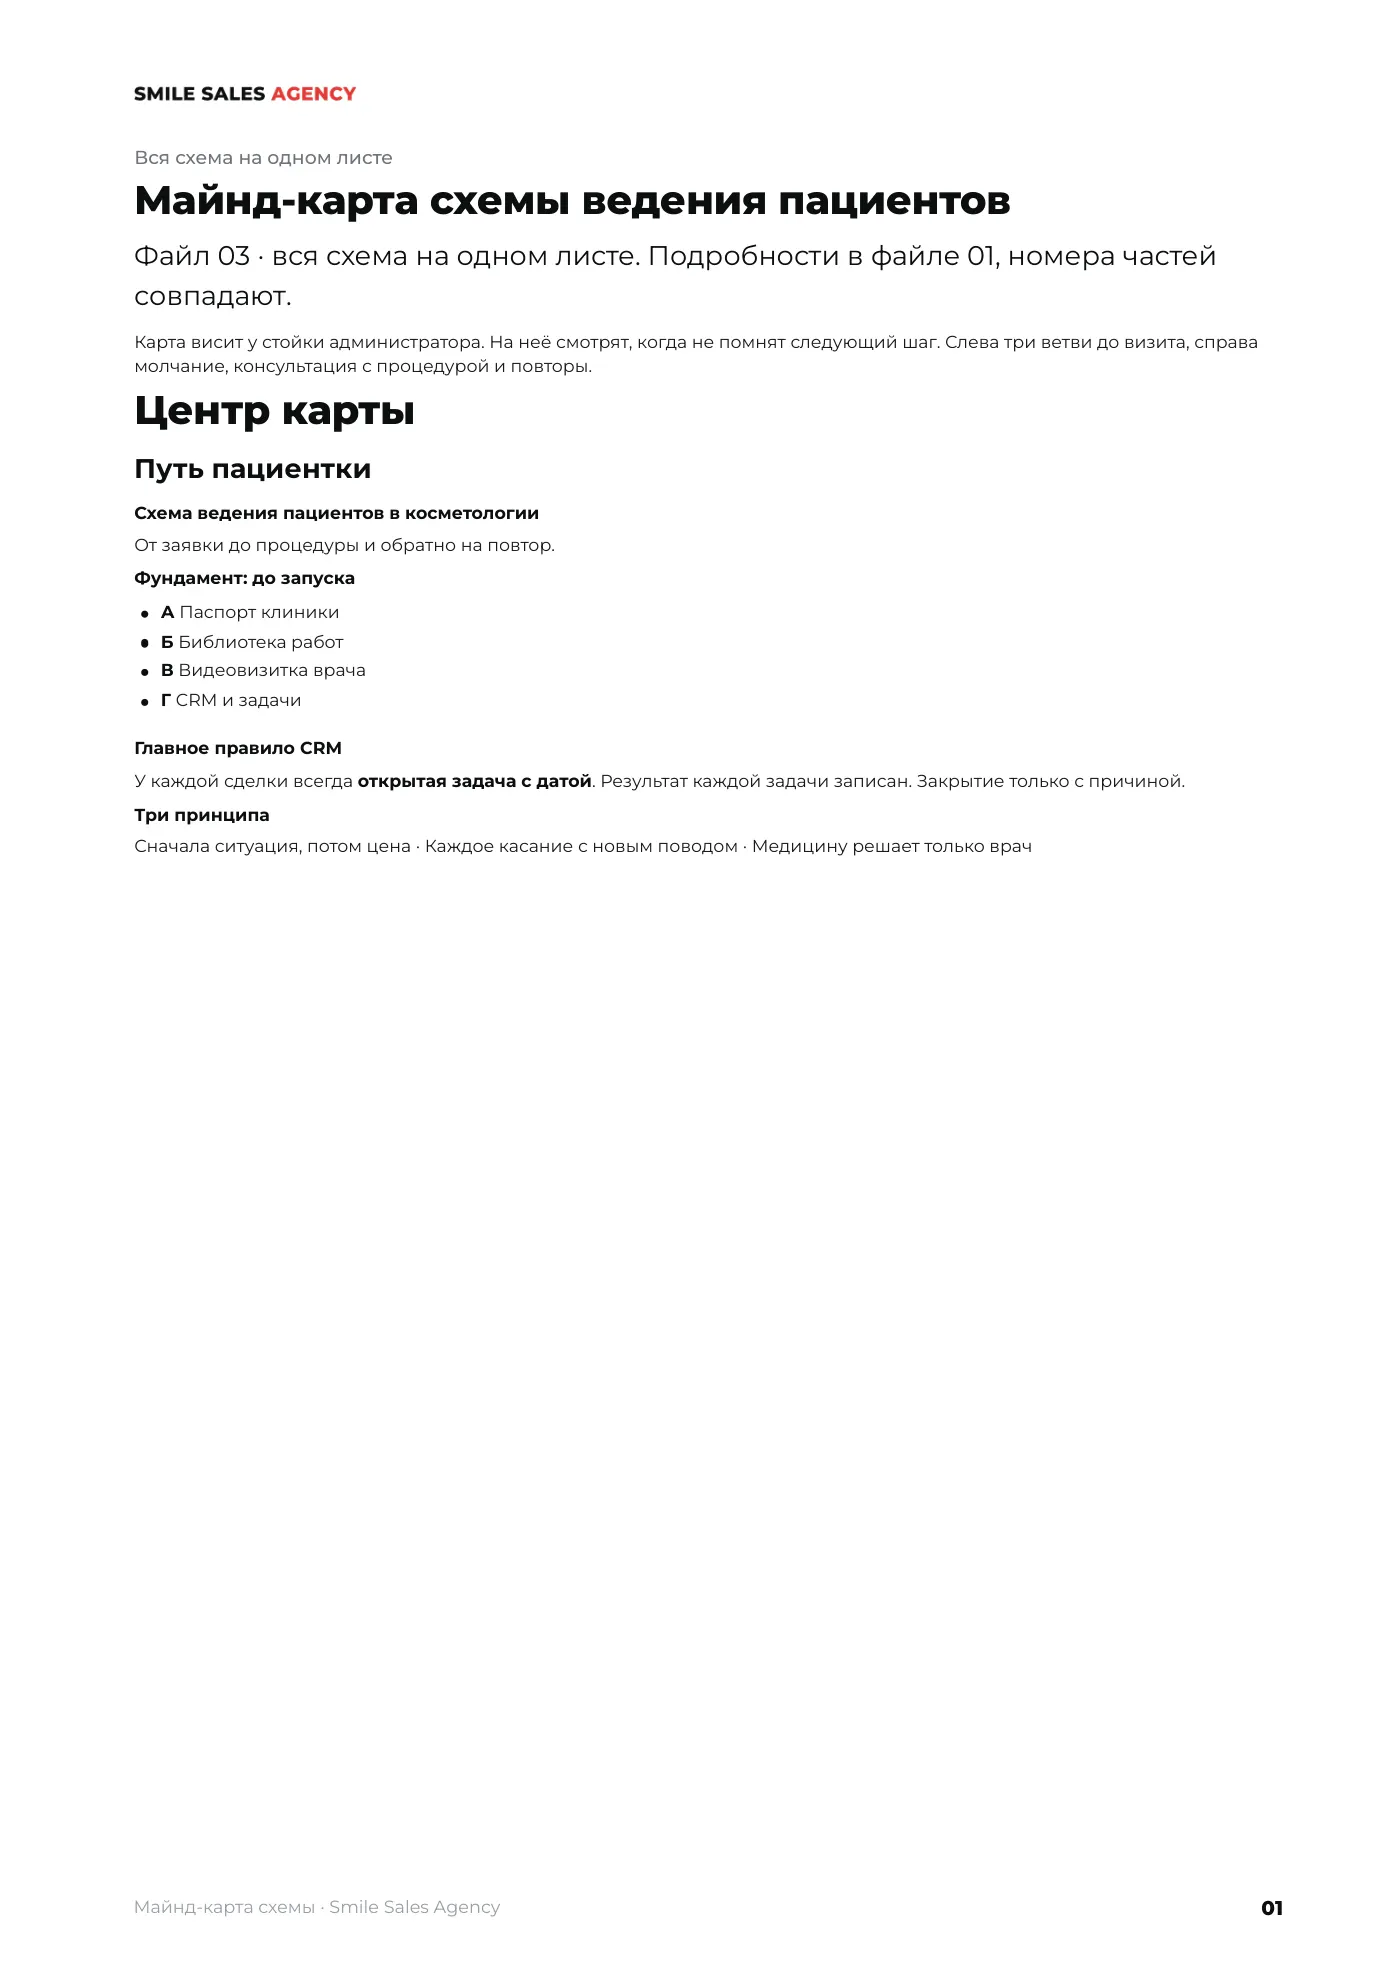 SMILE SALES AGENCY
Вся схема на одном листе
Майнд-карта схемы ведения пациентов
Файл 03 · вся схема на одном листе. Подробности в файле 01, номера частей
совпадают.
Карта висит у стойки администратора. На неё смотрят, когда не помнят следующий шаг. Слева три ветви до визита, справа
молчание, консультация с процедурой и повторы.
Центр карты
Путь пациентки
Схема ведения пациентов в косметологии
От заявки до процедуры и обратно на повтор.
Фундамент: до запуска
● А Паспорт клиники
● Б Библиотека работ
● В Видеовизитка врача
● Г CRM и задачи
Главное правило CRM
У каждой сделки всегда открытая задача с датой. Результат каждой задачи записан. Закрытие только с причиной.
Три принципа
Сначала ситуация, потом цена · Каждое касание с новым поводом · Медицину решает только врач
Майнд-карта схемы · Smile Sales Agency
01